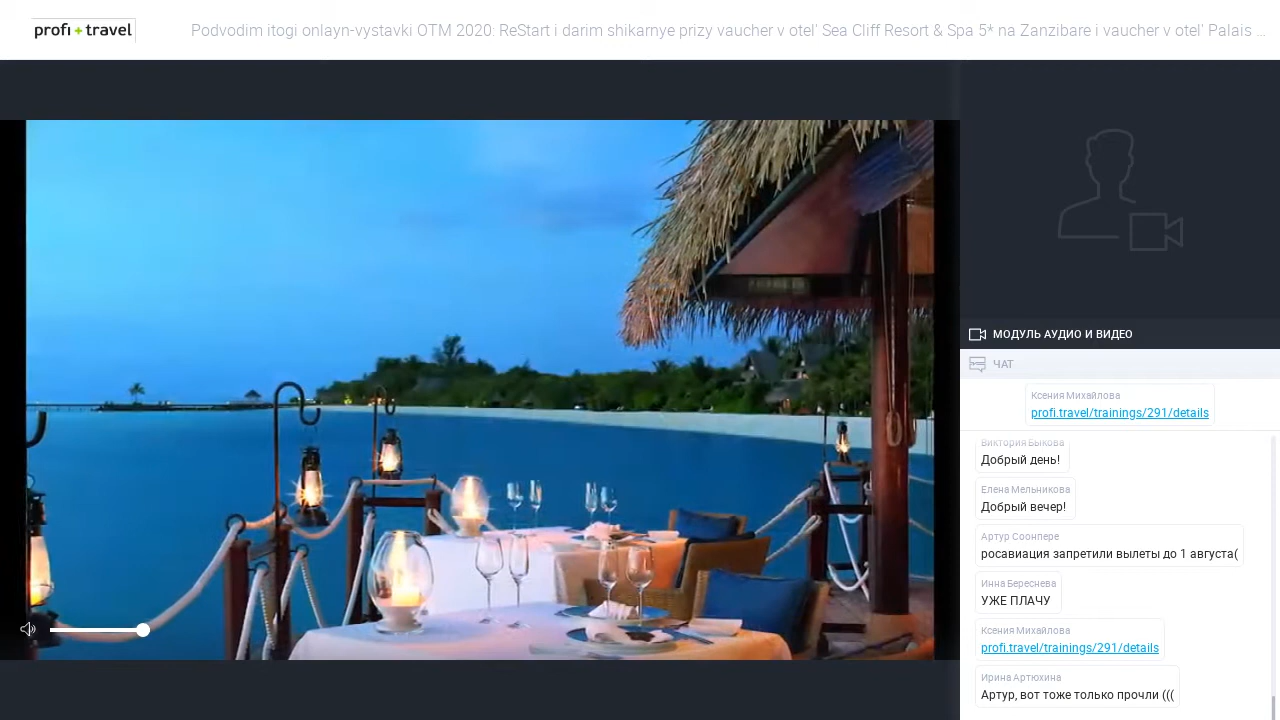 profi + travel
Podvodim itogi onlayn-vystavki OTM 2020: ReStart i darim shikarnye prizy vaucher v otel' Sea Cliff Resort & Spa 5* na Zanzibare i vaucher v otel' Palais ...
МОДУЛЬ АУДИО И ВИДЕО
ЧАТ
Ксения Михайлова
profi.travel/trainings/291/details
Виктория Быкова
Добрый день!
Елена Мельникова
Добрый вечер!
Артур Соонпере
росавиация запретили вылеты до 1 августа(
Инна Береснева
УЖЕ ПЛАЧУ
Ксения Михайлова
profi.travel/trainings/291/details
Ирина Артюхина
Артур, вот тоже только прочли (((